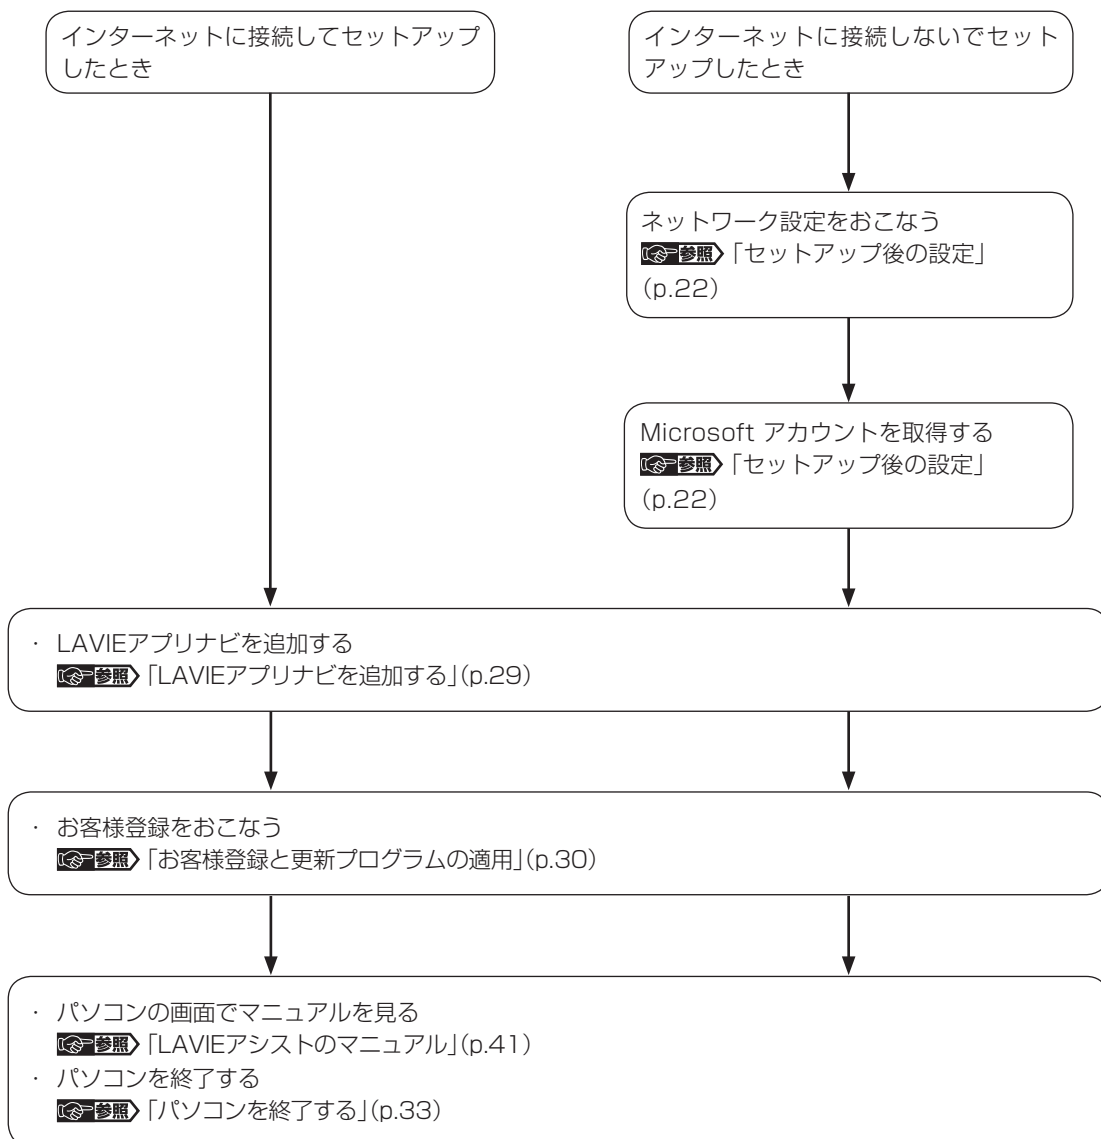 インターネットに接続してセットアップ
したとき
インターネットに接続しないでセット
アップしたとき
ネットワーク設定をおこなう
参照「セットアップ後の設定」
(p.22)
Microsoft アカウントを取得する
参照「セットアップ後の設定」
(p.22)
・ LAVIEアプリナビを追加する
参照「LAVIEアプリナビを追加する」(p.29)
・ お客様登録をおこなう
参照「お客様登録と更新プログラムの適用」(p.30)
・ パソコンの画面でマニュアルを見る
参照「LAVIEアシストのマニュアル」(p.41)
・ パソコンを終了する
参照「パソコンを終了する」(p.33)